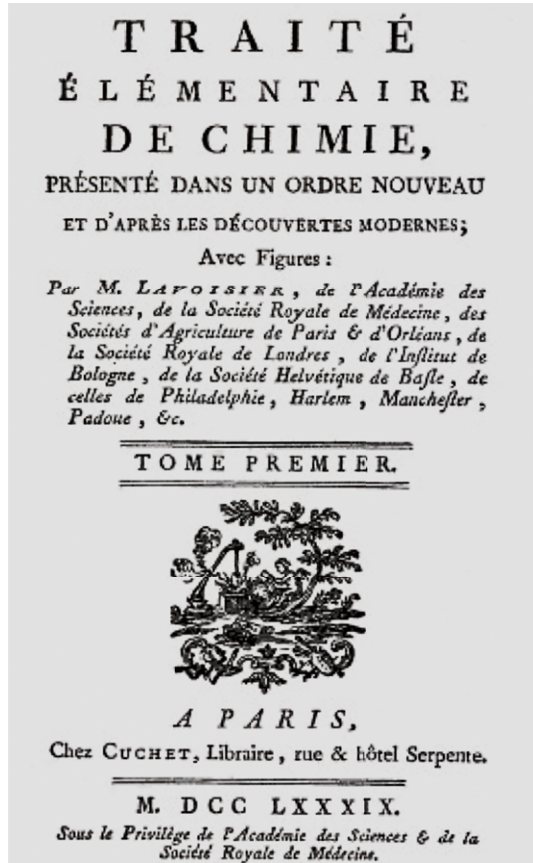 TRAITÉ
ÉLÉMENTAIRE
DE CHIMIE,
PRÉSENTÉ DANS UN ORDRE NOUVEAU
ET D'APRÈS LES DÉCOUVERTES MODERNES;
Avec Figures :
Par M. LAVOISIER, de l'Académie des
Sciences, de la Société Royale de Médecine, des
Sociétés d'Agriculture de Paris & d'Orléans, de
la Société Royale de Londres, de l'Inſtitut de
Bologne, de la Société Helvétique de Baſle, de
celles de Philadelphie, Harlem, Mancheſter,
Padoue, &c.
TOME PREMIER.
A PARIS,
Chez CUCHET, Libraire, rue & hôtel Serpente.
M. DCC LXXXIX.
Sous le Privilège de l'Académie des Sciences & de la
Société Royale de Médecine.